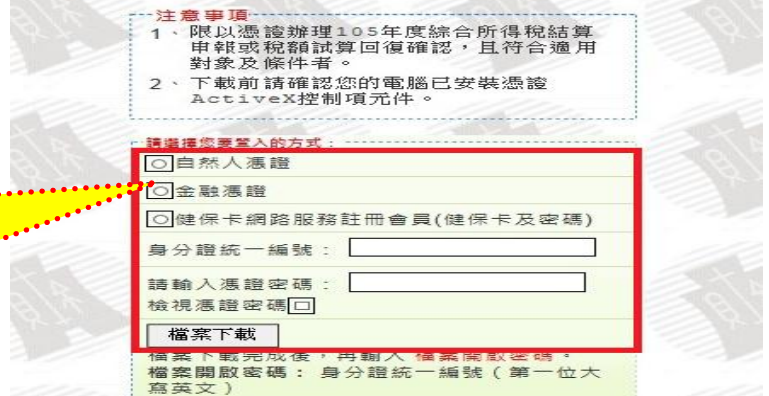 注意事項
1、限以憑證辦理105年度綜合所得稅結算
申報或稅額試算回復確認，且符合適用
對象及條件者。
2、下載前請確認您的電腦已安裝憑證
ActiveX控制項元件。
請選擇您要登入的方式：
自然人憑證
金融憑證
健保卡網路服務註冊會員(健保卡及密碼)
身分證統一編號：
請輸入憑證密碼：
檢視憑證密碼
檔案下載
檔案下載完成後，再輸入 檔案開啟密碼。
檔案開啟密碼： 身分證統一編號（第一位大
寫英文）